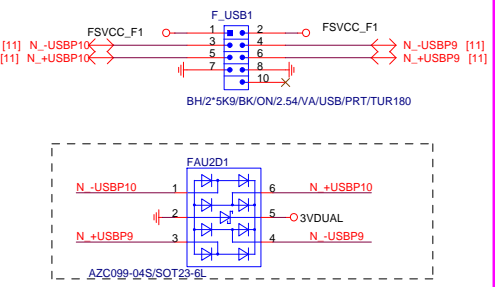 F_USB1
FSVCC_F1 1 2 FSVCC_F1
[11] N_-USBP10 3 4 N_-USBP9 [11]
[11] N_+USBP10 5 6 N_+USBP9 [11]
7 8
10
BH/2*5K9/BK/ON/2.54/VA/USB/PRT/TUR180
FAU2D1
N_-USBP10 1 6 N_+USBP10
2 5 3VDUAL
N_+USBP9 3 4 N_-USBP9
AZC099-04S/SOT23-6L